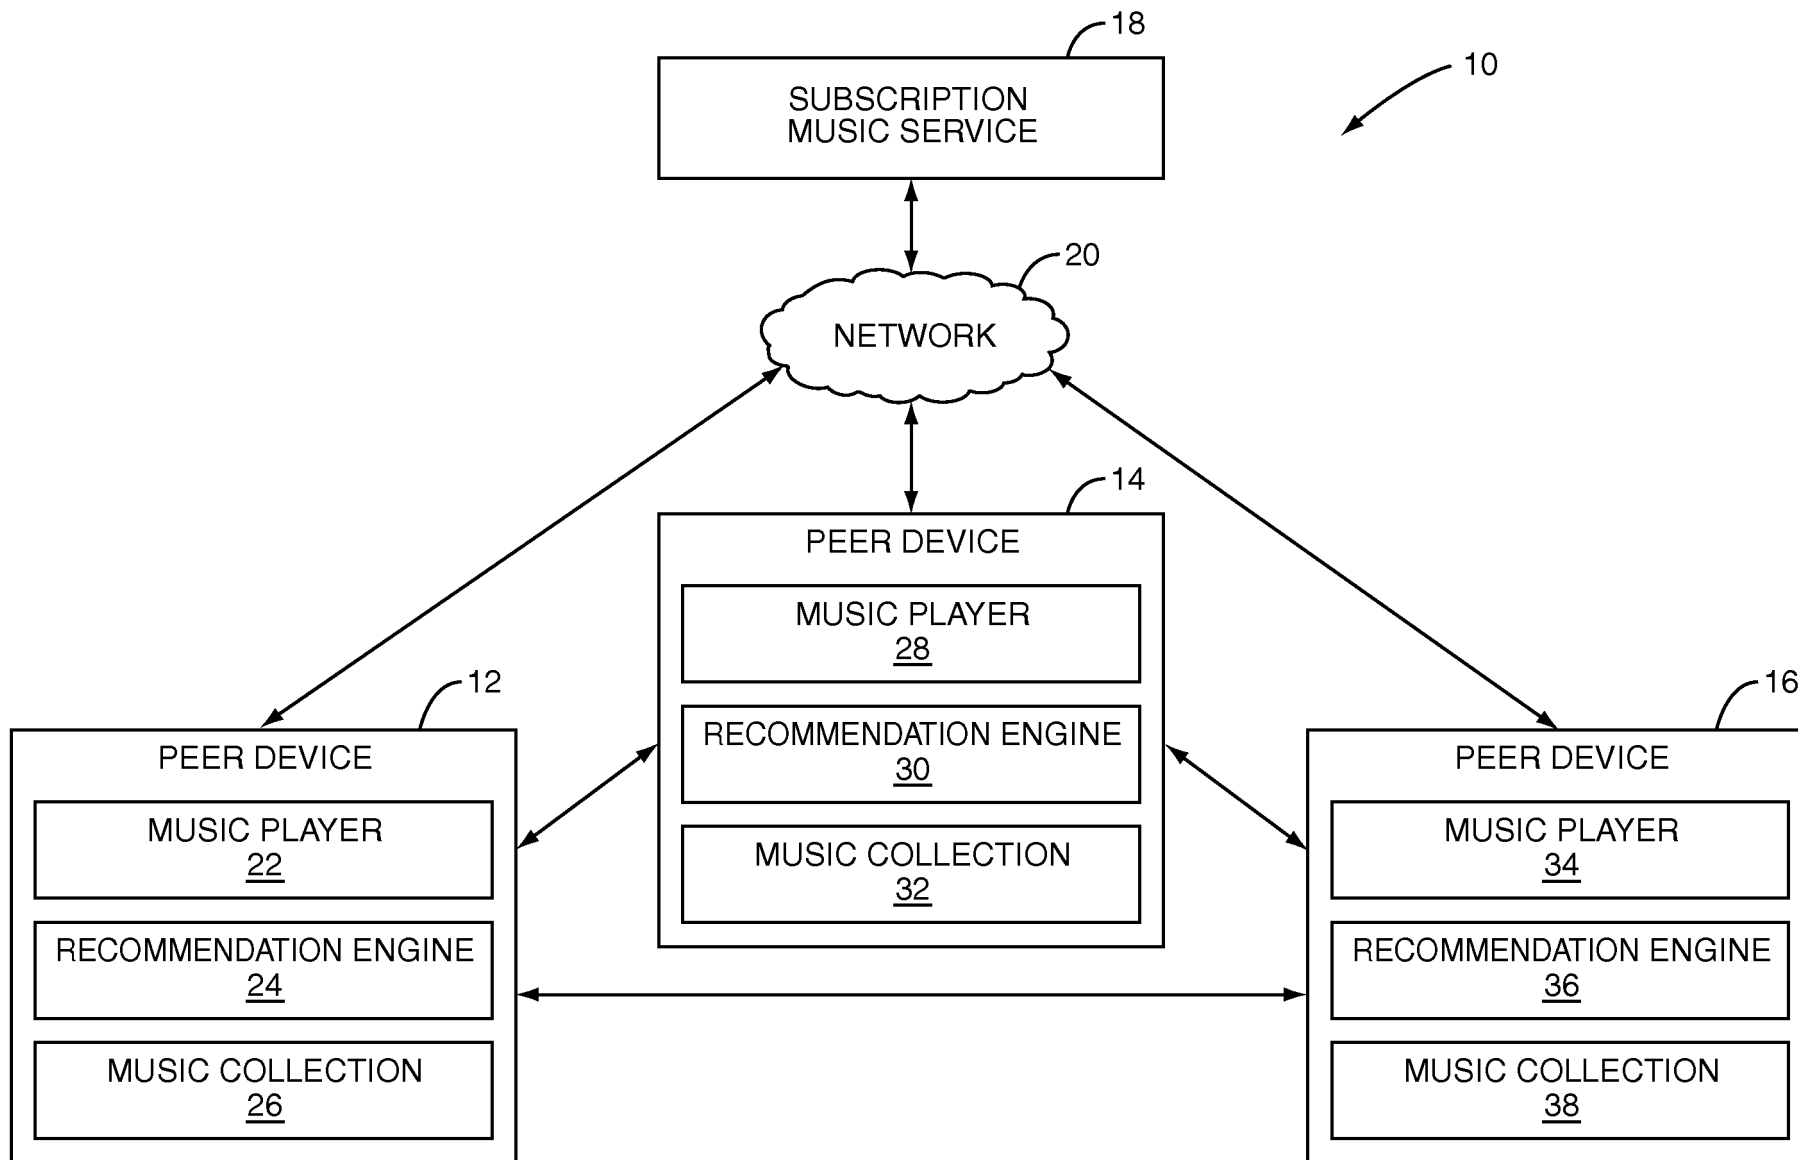 18
10
SUBSCRIPTION
MUSIC SERVICE
20
NETWORK
14
PEER DEVICE
MUSIC PLAYER
28
RECOMMENDATION ENGINE
30
MUSIC COLLECTION
32
12
PEER DEVICE
MUSIC PLAYER
22
RECOMMENDATION ENGINE
24
MUSIC COLLECTION
26
16
PEER DEVICE
MUSIC PLAYER
34
RECOMMENDATION ENGINE
36
MUSIC COLLECTION
38